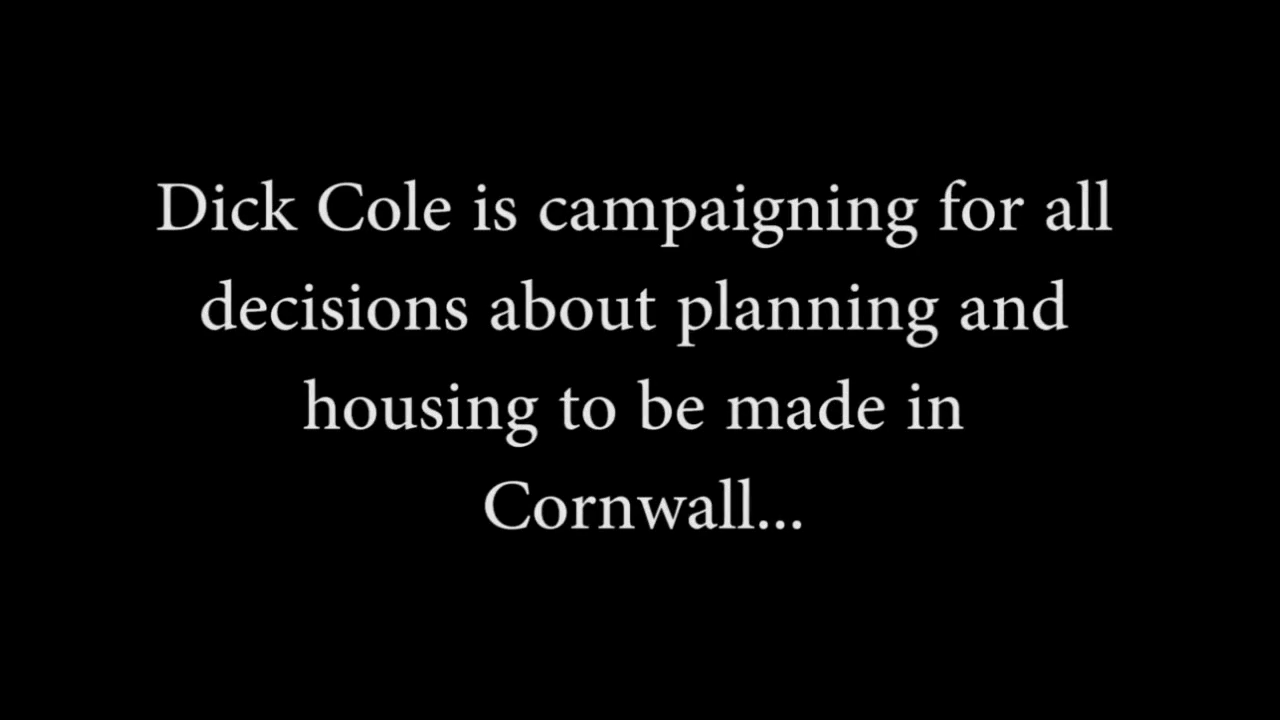 Dick Cole is campaigning for all
decisions about planning and
housing to be made in
Cornwall...